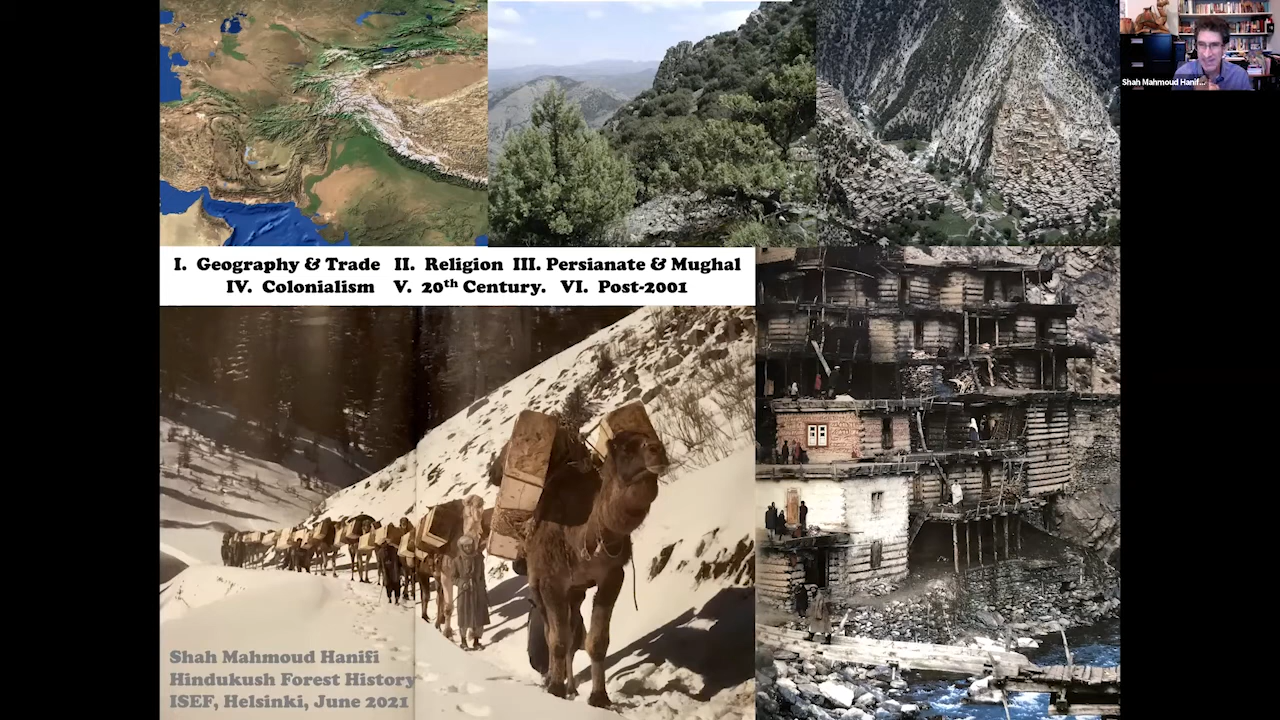 Shah Mahmoud Hanif...
I. Geography & Trade II. Religion III. Persianate & Mughal
IV. Colonialism V. 20th Century. VI. Post-2001
Shah Mahmoud Hanifi
Hindukush Forest History
ISEF, Helsinki, June 2021